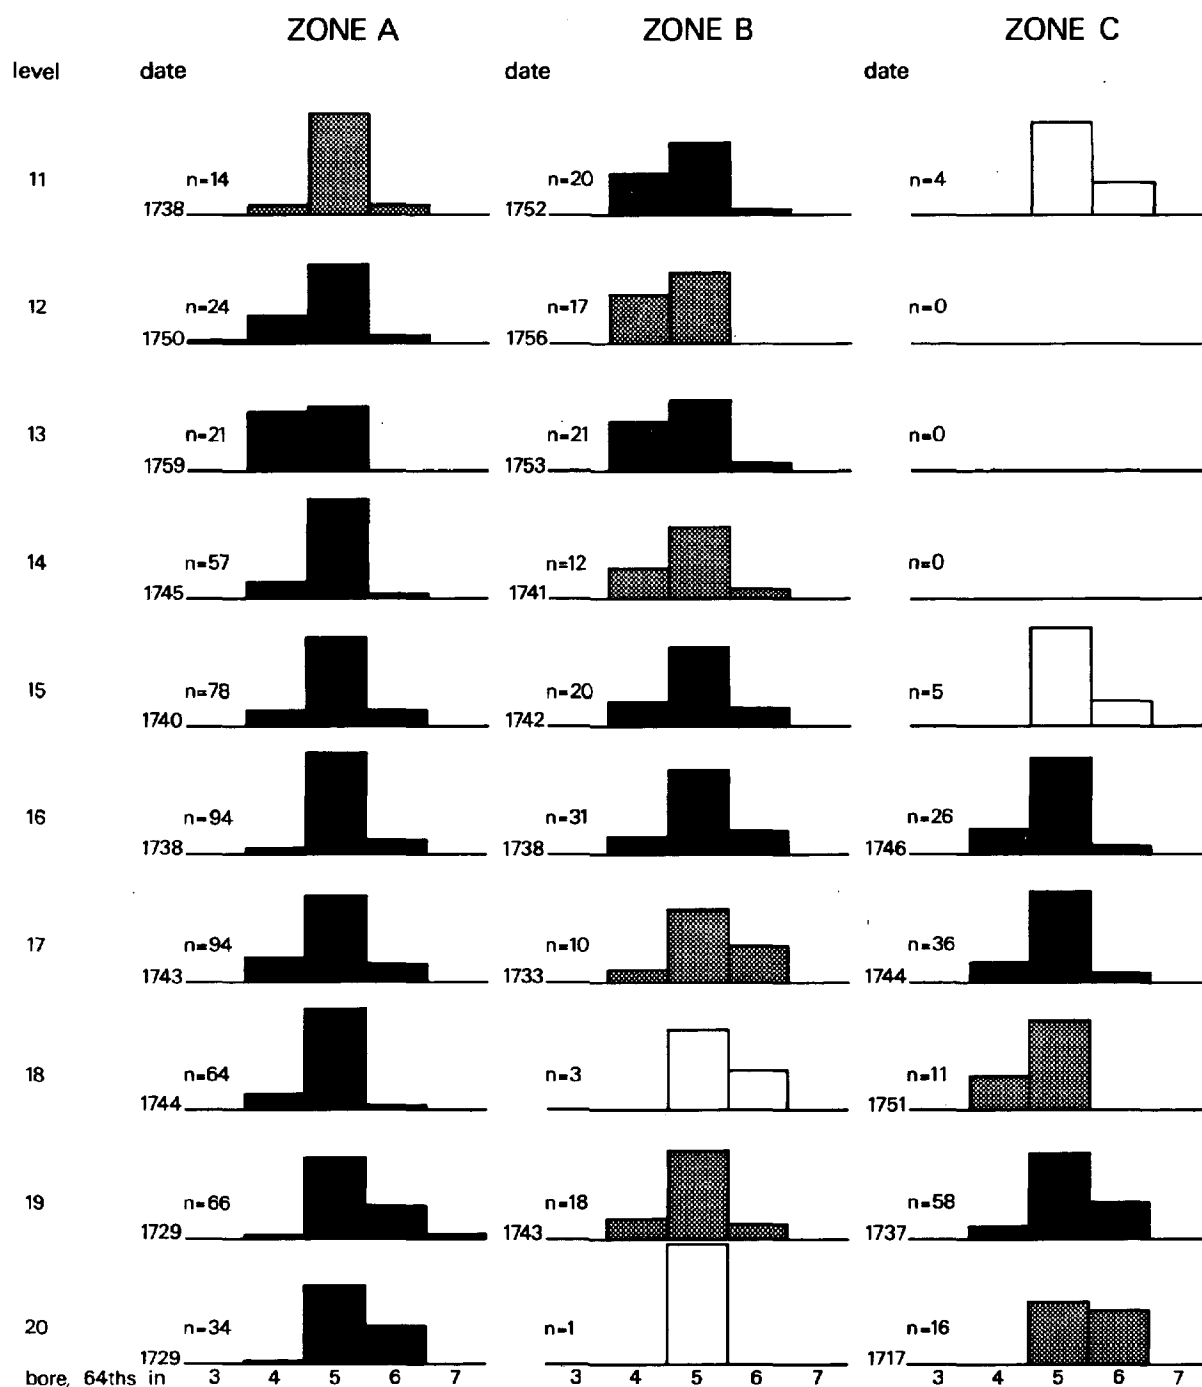 ZONE A ZONE B ZONE C
level date date date
11 n=14 n=20 n=4
1738 1752
12 n=24 n=17 n=0
1750 1756
13 n=21 n=21 n=0
1759 1753
14 n=57 n=12 n=0
1745 1741
15 n=78 n=20 n=5
1740 1742
16 n=94 n=31 n=26
1738 1738 1746
17 n=94 n=10 n=36
1743 1733 1744
18 n=64 n=3 n=11
1744 1751
19 n=66 n=18 n=58
1729 1743 1737
20 n=34 n=1 n=16
1729 1717
bore, 64ths in 3 4 5 6 7 3 4 5 6 7 3 4 5 6 7